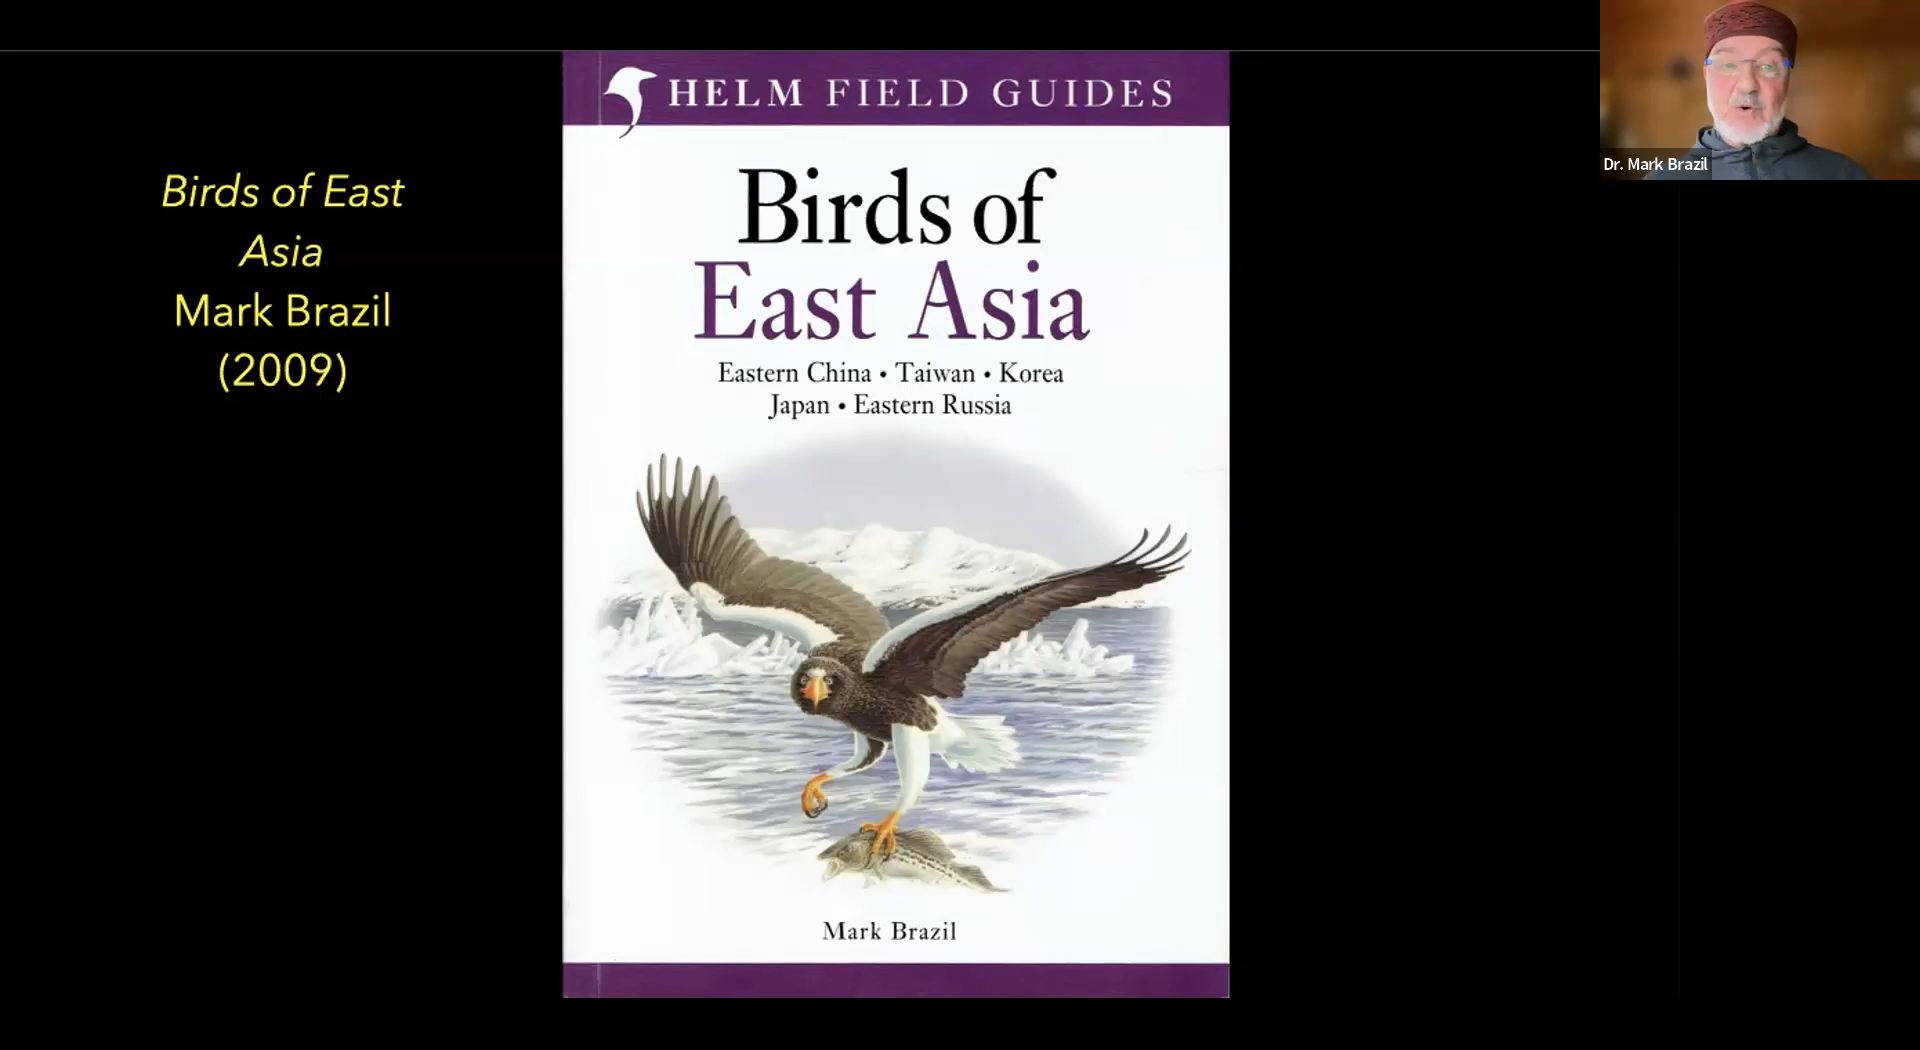 Birds of East
Asia
Mark Brazil
(2009)
HELM FIELD GUIDES
Birds of
East Asia
Eastern China • Taiwan • Korea
Japan • Eastern Russia
Mark Brazil
Dr. Mark Brazil